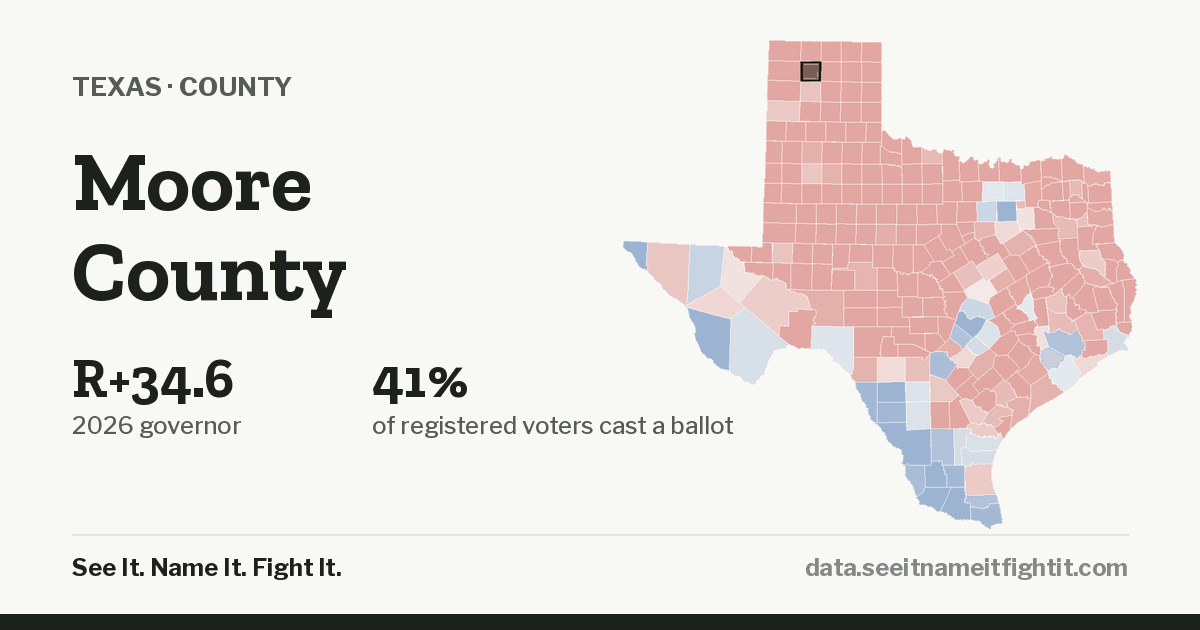 TEXAS · COUNTY
Moore
County
R+34.6
2026 governor
41%
of registered voters cast a ballot
See It. Name It. Fight It.
data.seeitnameitfightit.com